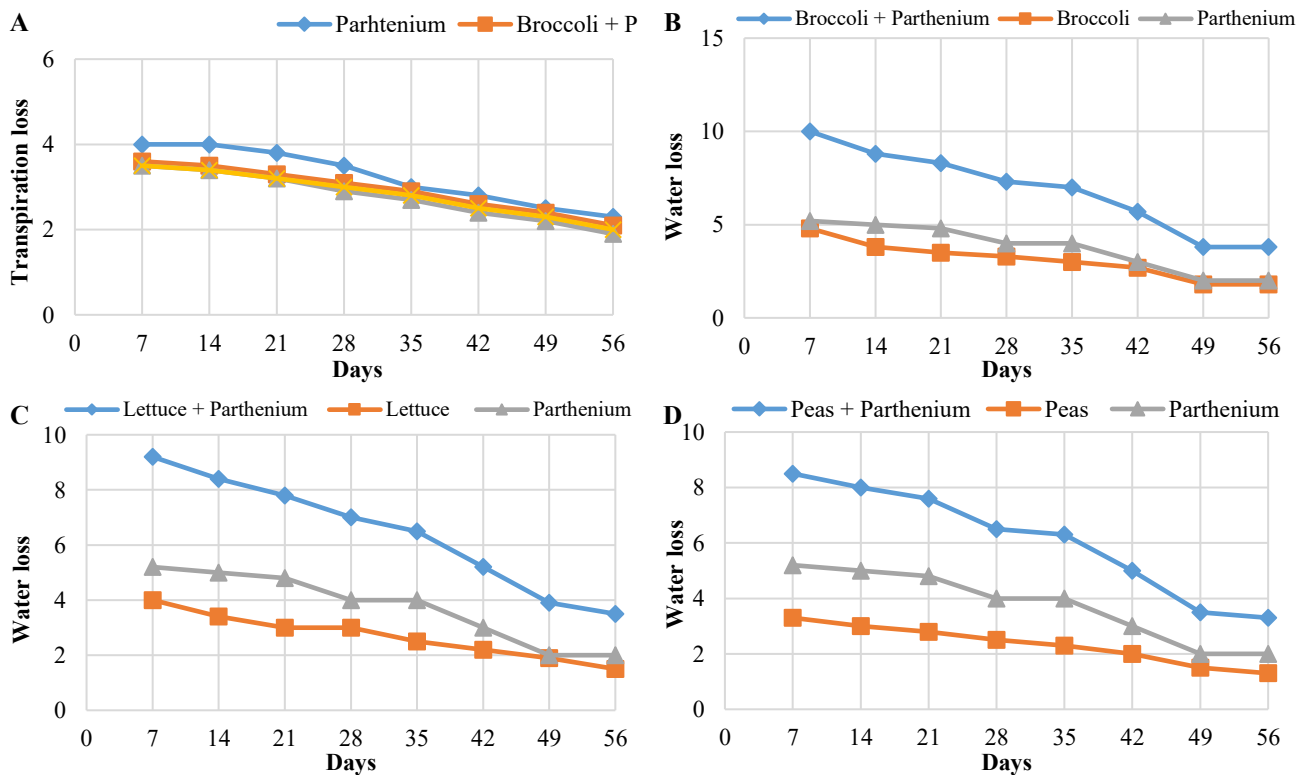 A
Parhtenium Broccoli + P
6
4
2
0
Transpiration loss
0 7 14 21 28 35 42 49 56
Days
B
Broccoli + Parthenium Broccoli Parthenium
15
10
5
0
Water loss
0 7 14 21 28 35 42 49 56
Days
C
Lettuce + Parthenium Lettuce Parthenium
10
8
6
4
2
0
Water loss
0 7 14 21 28 35 42 49 56
Days
D
Peas + Parthenium Peas Parthenium
10
8
6
4
2
0
Water loss
0 7 14 21 28 35 42 49 56
Days